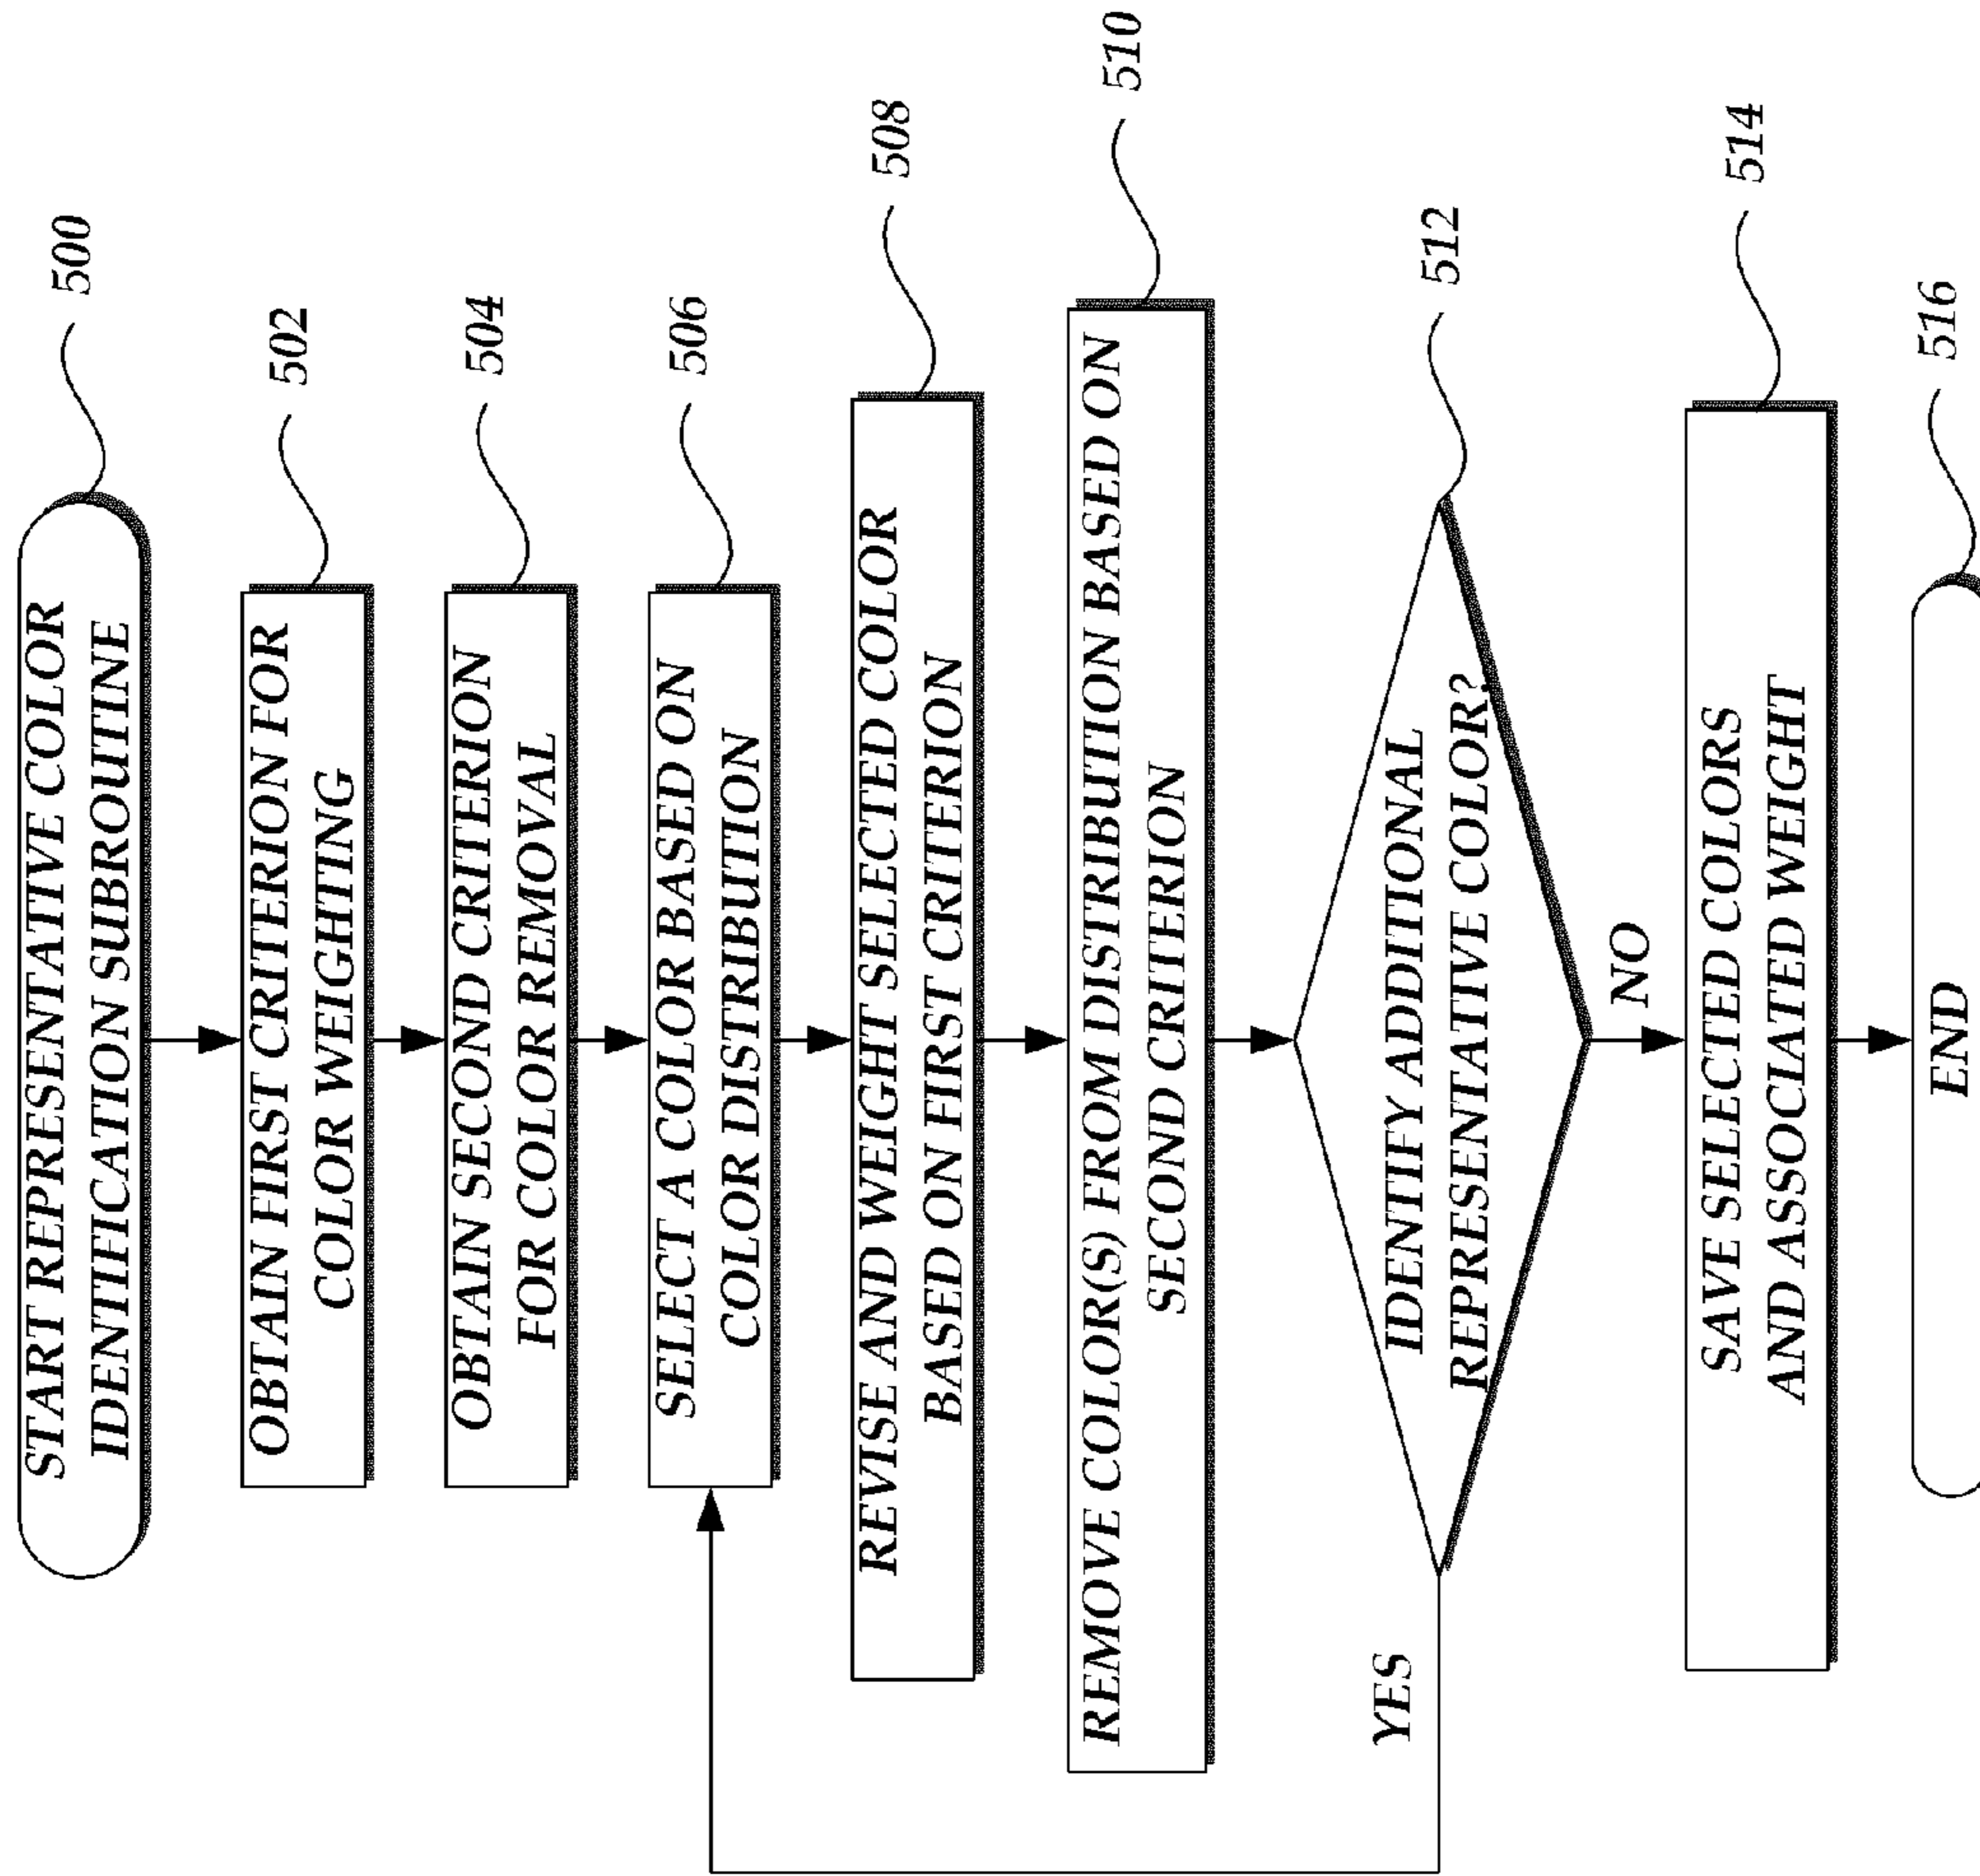 START REPRESENTATIVE COLOR
IDENTIFICATION SUBROUTINE
500
OBTAIN FIRST CRITERION FOR
COLOR WEIGHTING
502
OBTAIN SECOND CRITERION
FOR COLOR REMOVAL
504
SELECT A COLOR BASED ON
COLOR DISTRIBUTION
506
REVISE AND WEIGHT SELECTED COLOR
BASED ON FIRST CRITERION
508
REMOVE COLOR(S) FROM DISTRIBUTION BASED ON
SECOND CRITERION
510
IDENTIFY ADDITIONAL
REPRESENTATIVE COLOR?
512
YES
NO
SAVE SELECTED COLORS
AND ASSOCLATED WEIGHT
514
END
516